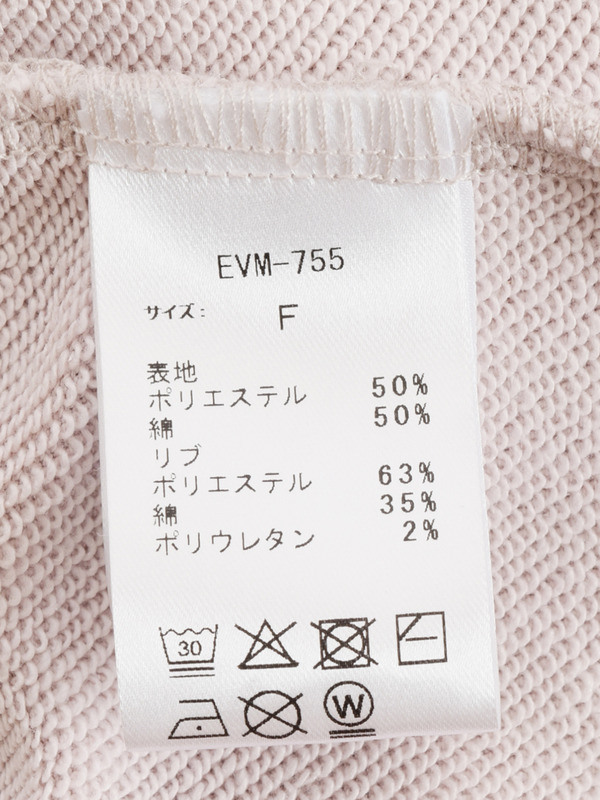 EVM-755
サイズ: F
表地
ポリエステル 50%
綿 50%
リブ
ポリエステル 63%
綿 35%
ポリウレタン 2%
30
W